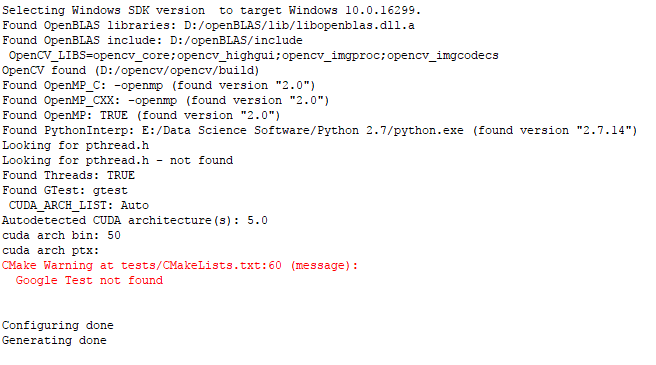 Selecting Windows SDK version  to target Windows 10.0.16299.
Found OpenBLAS libraries: D:/openBLAS/lib/libopenblas.dll.a
Found OpenBLAS include: D:/openBLAS/include
 OpenCV_LIBS=opencv_core;opencv_highgui;opencv_imgproc;opencv_imgcodecs
OpenCV found (D:/opencv/opencv/build)
Found OpenMP_C: -openmp (found version "2.0")
Found OpenMP_CXX: -openmp (found version "2.0")
Found OpenMP: TRUE (found version "2.0")
Found PythonInterp: E:/Data Science Software/Python 2.7/python.exe (found version "2.7.14")
Looking for pthread.h
Looking for pthread.h - not found
Found Threads: TRUE
Found GTest: gtest
 CUDA_ARCH_LIST: Auto
Autodetected CUDA architecture(s): 5.0
cuda arch bin: 50
cuda arch ptx:
CMake Warning at tests/CMakeLists.txt:60 (message):
  Google Test not found
Configuring done
Generating done